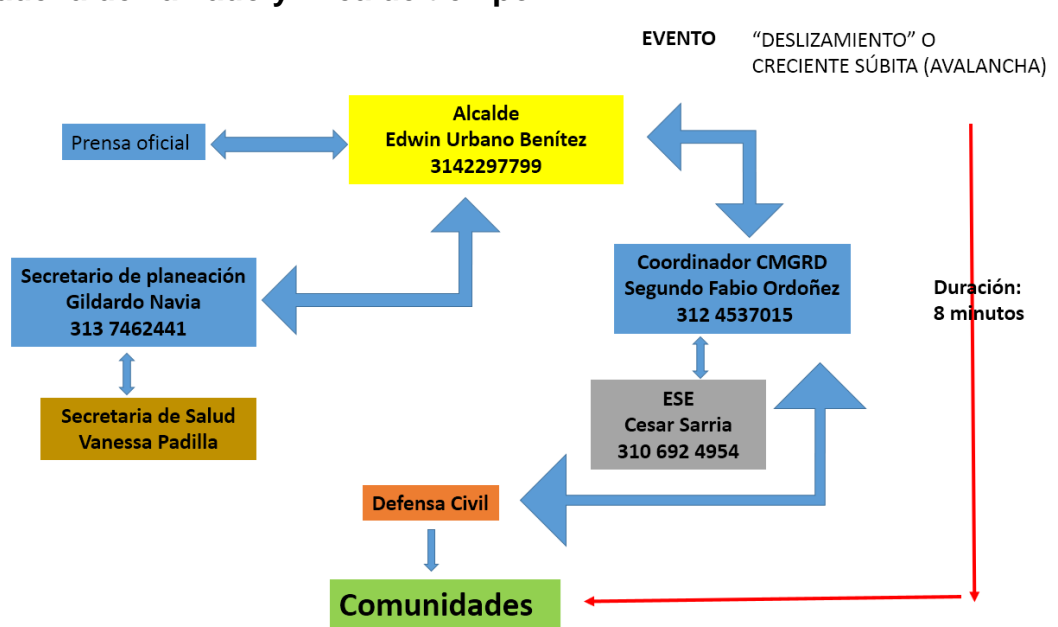 EVENTO "DESLIZAMIENTO" O
CRECIENTE SÚBITA (AVALANCHA)
Alcalde
Edwin Urbano Benítez
3142297799
Prensa oficial
Secretario de planeación
Gildardo Navia
313 7462441
Coordinador CMGRD
Segundo Fabio Ordoñez
312 4537015
Duración:
8 minutos
Secretaria de Salud
Vanessa Padilla
ESE
Cesar Sarria
310 692 4954
Defensa Civil
Comunidades